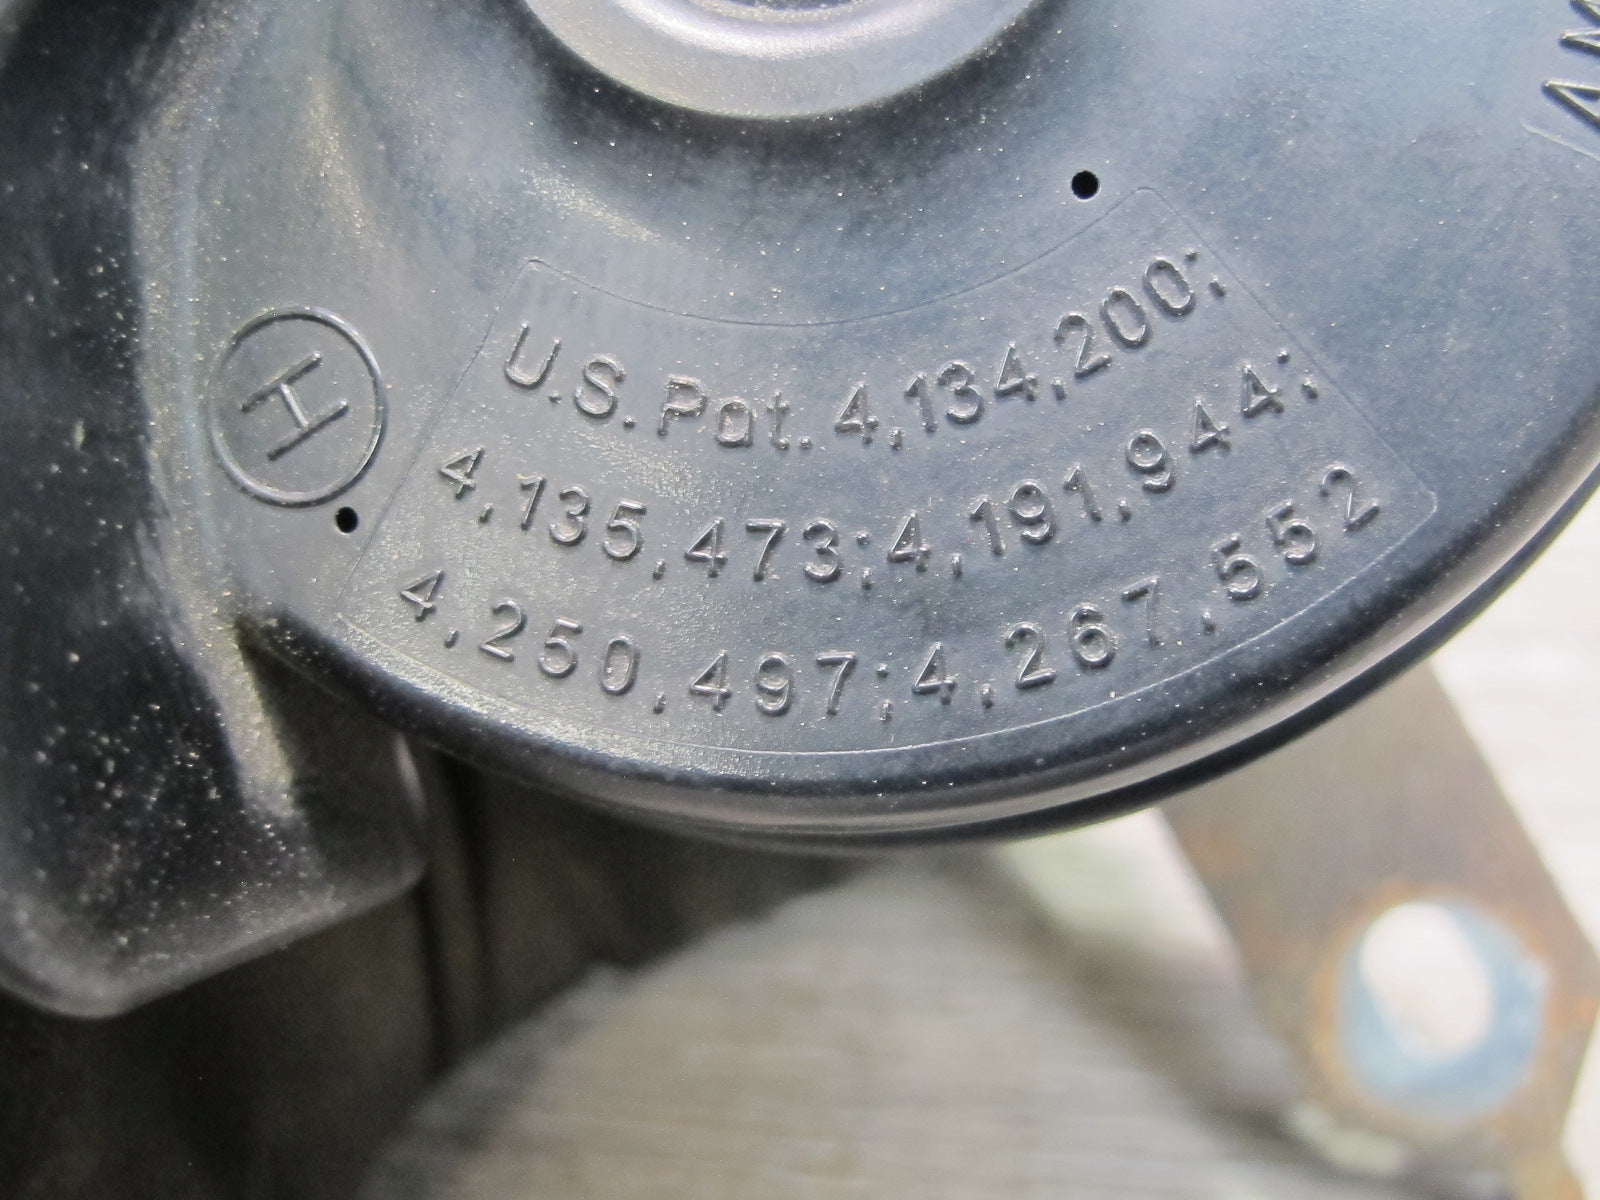 H
U.S. Pat. 4,134,200;
4,135,473;4,191,944;
4,250,497;4,267,552